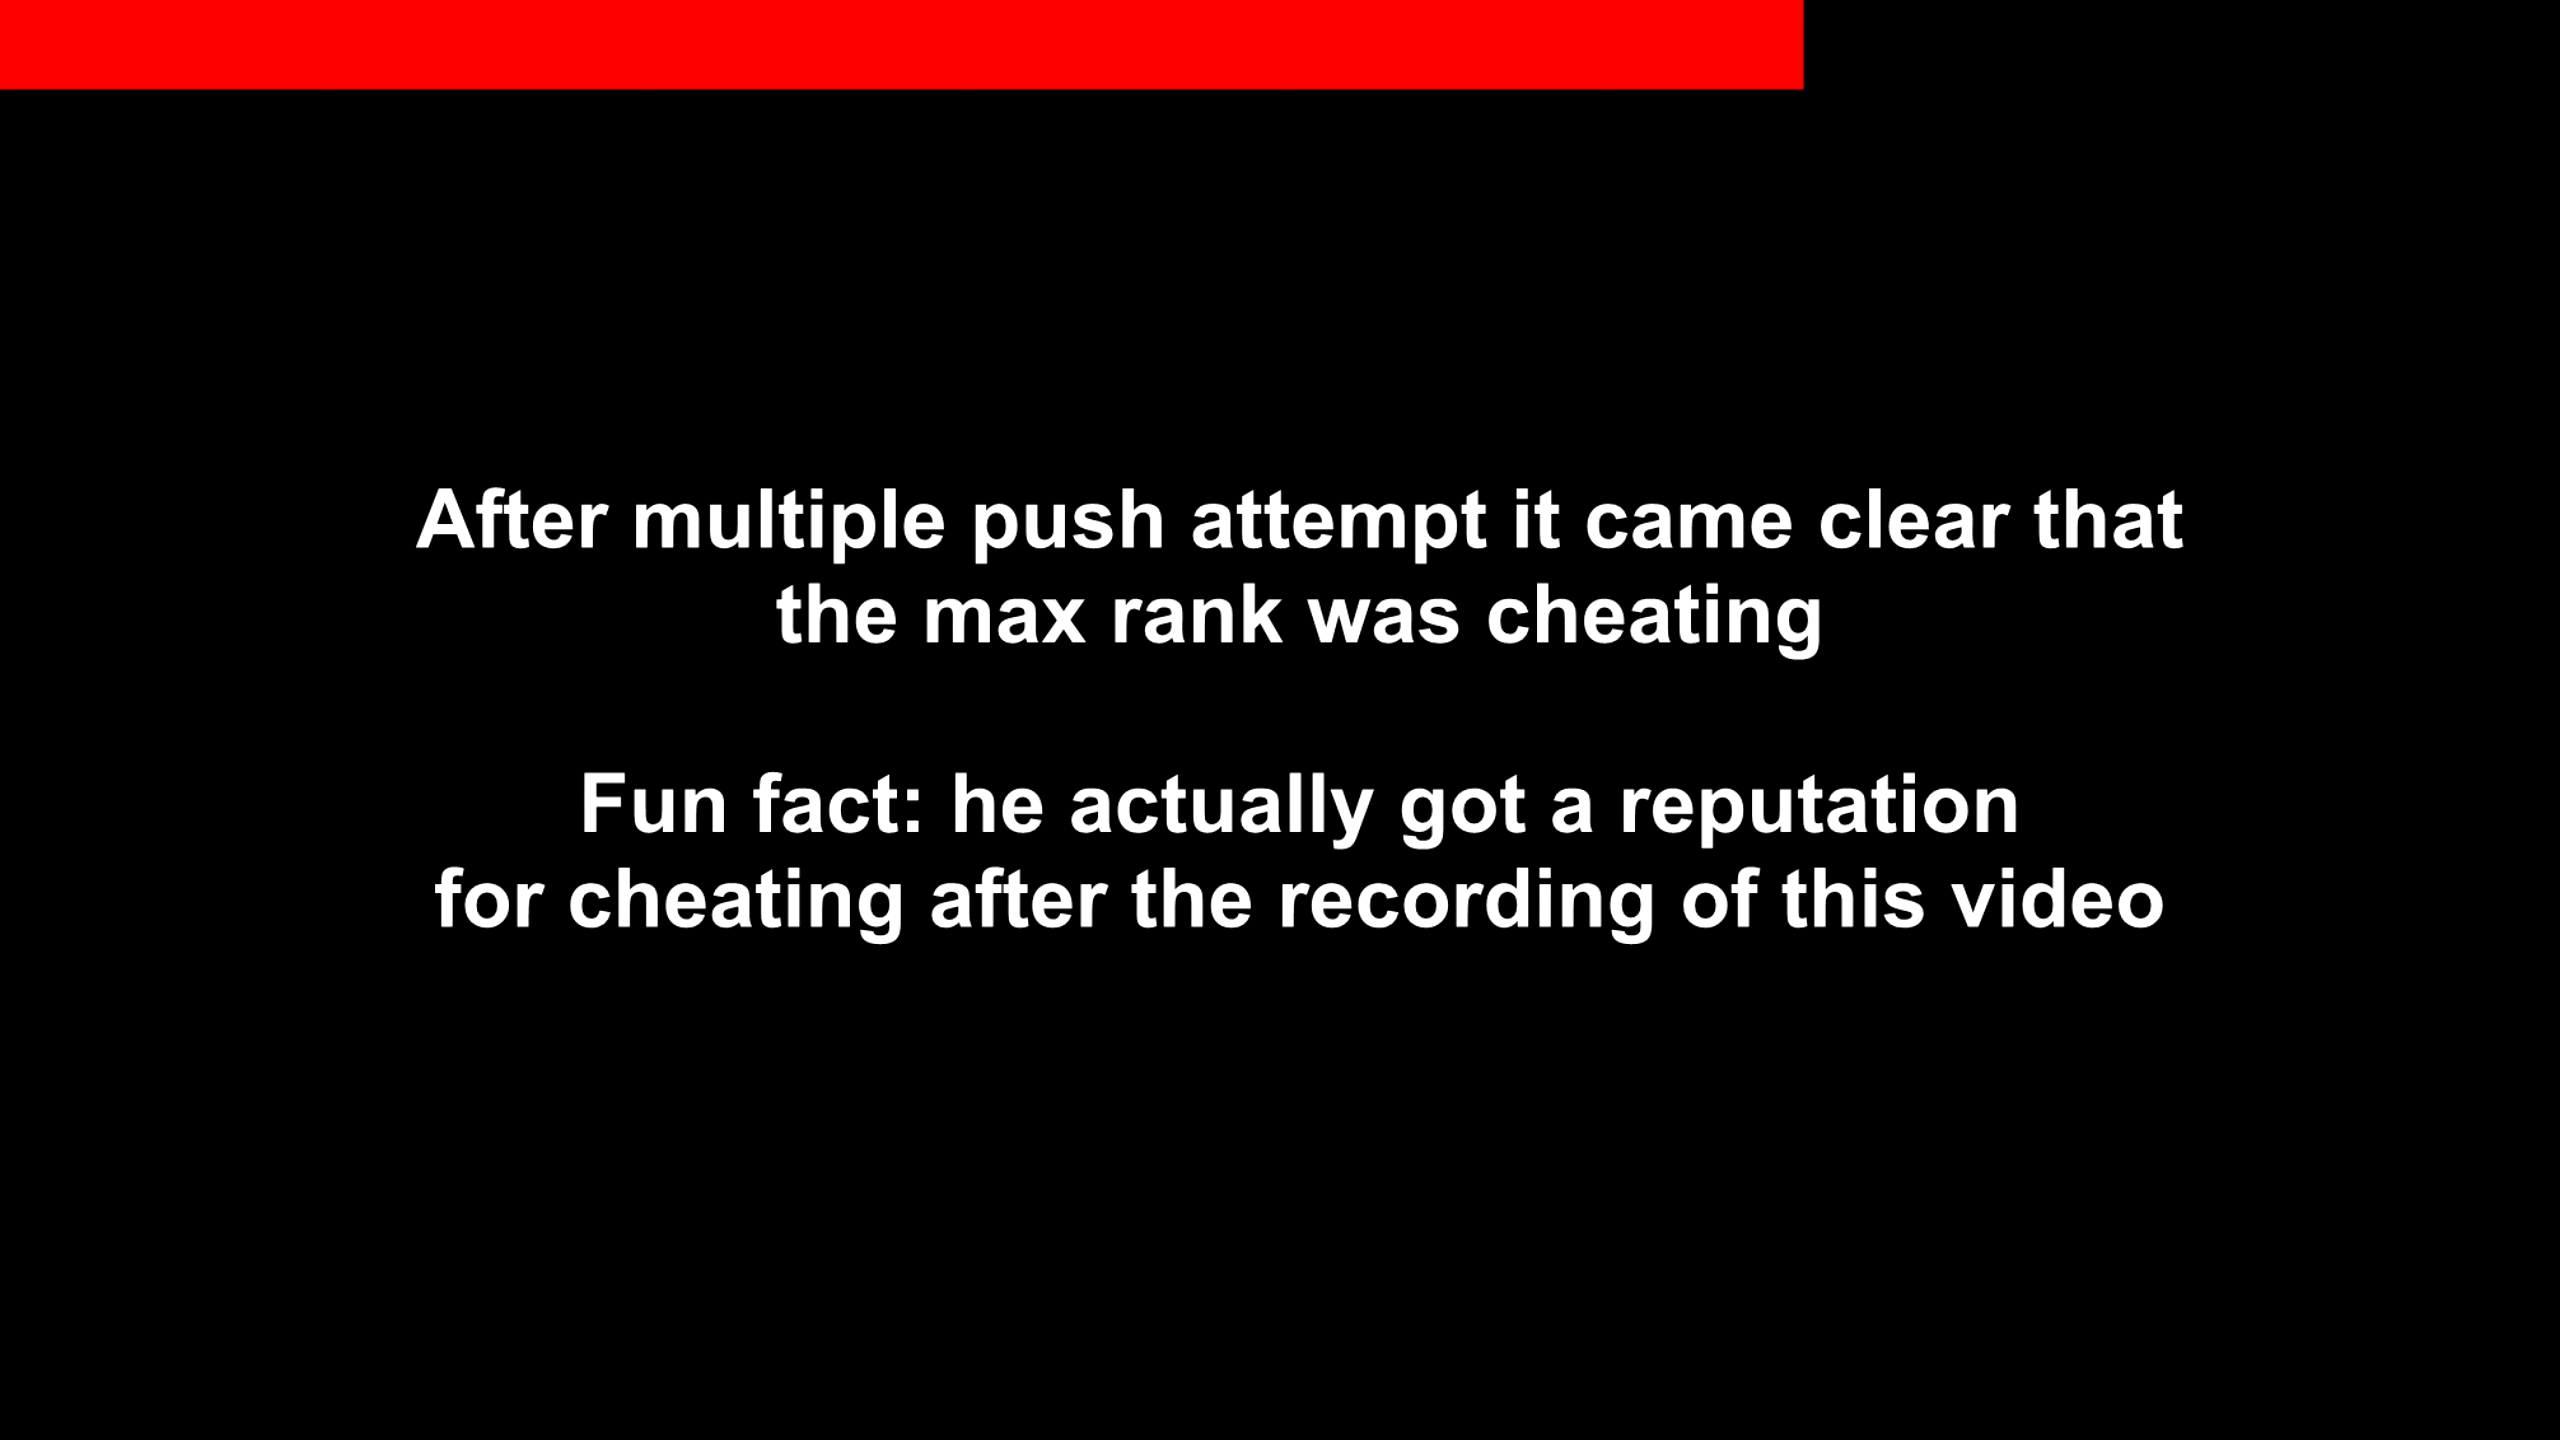 After multiple push attempt it came clear that
the max rank was cheating
Fun fact: he actually got a reputation
for cheating after the recording of this video